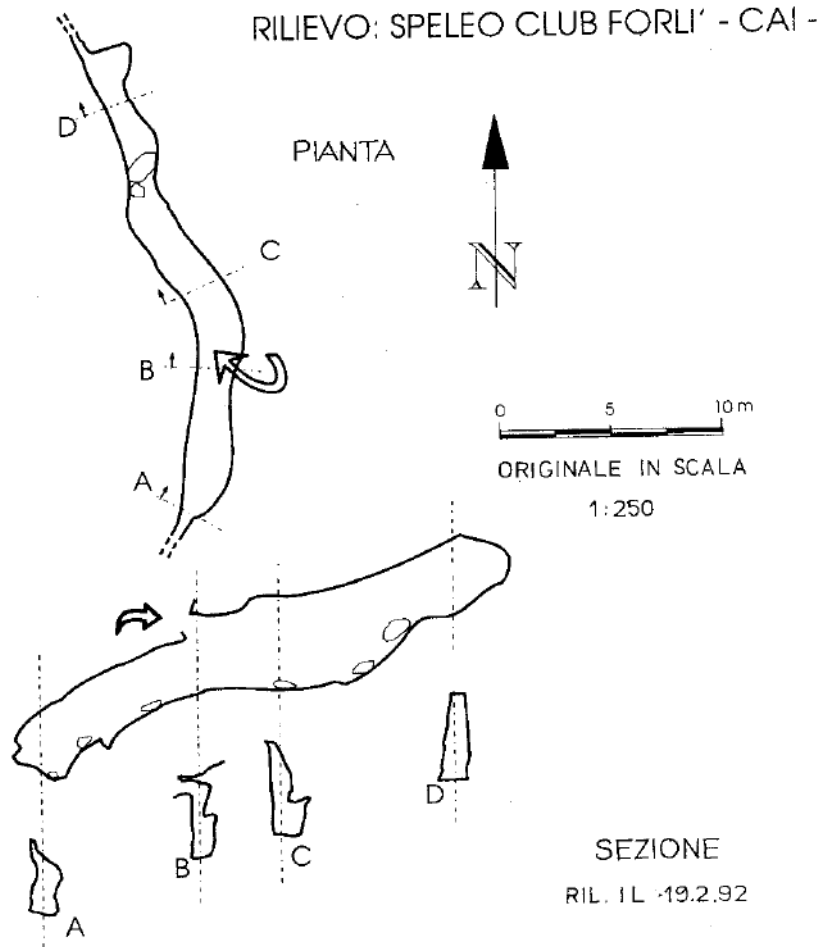 RILIEVO: SPELEO CLUB FORLI' - CAI -
PIANTA
D
C
B
A
N
0 5 10 m
ORIGINALE IN SCALA
1:250
D
B
C
A
SEZIONE
RIL. IL 19.2.92